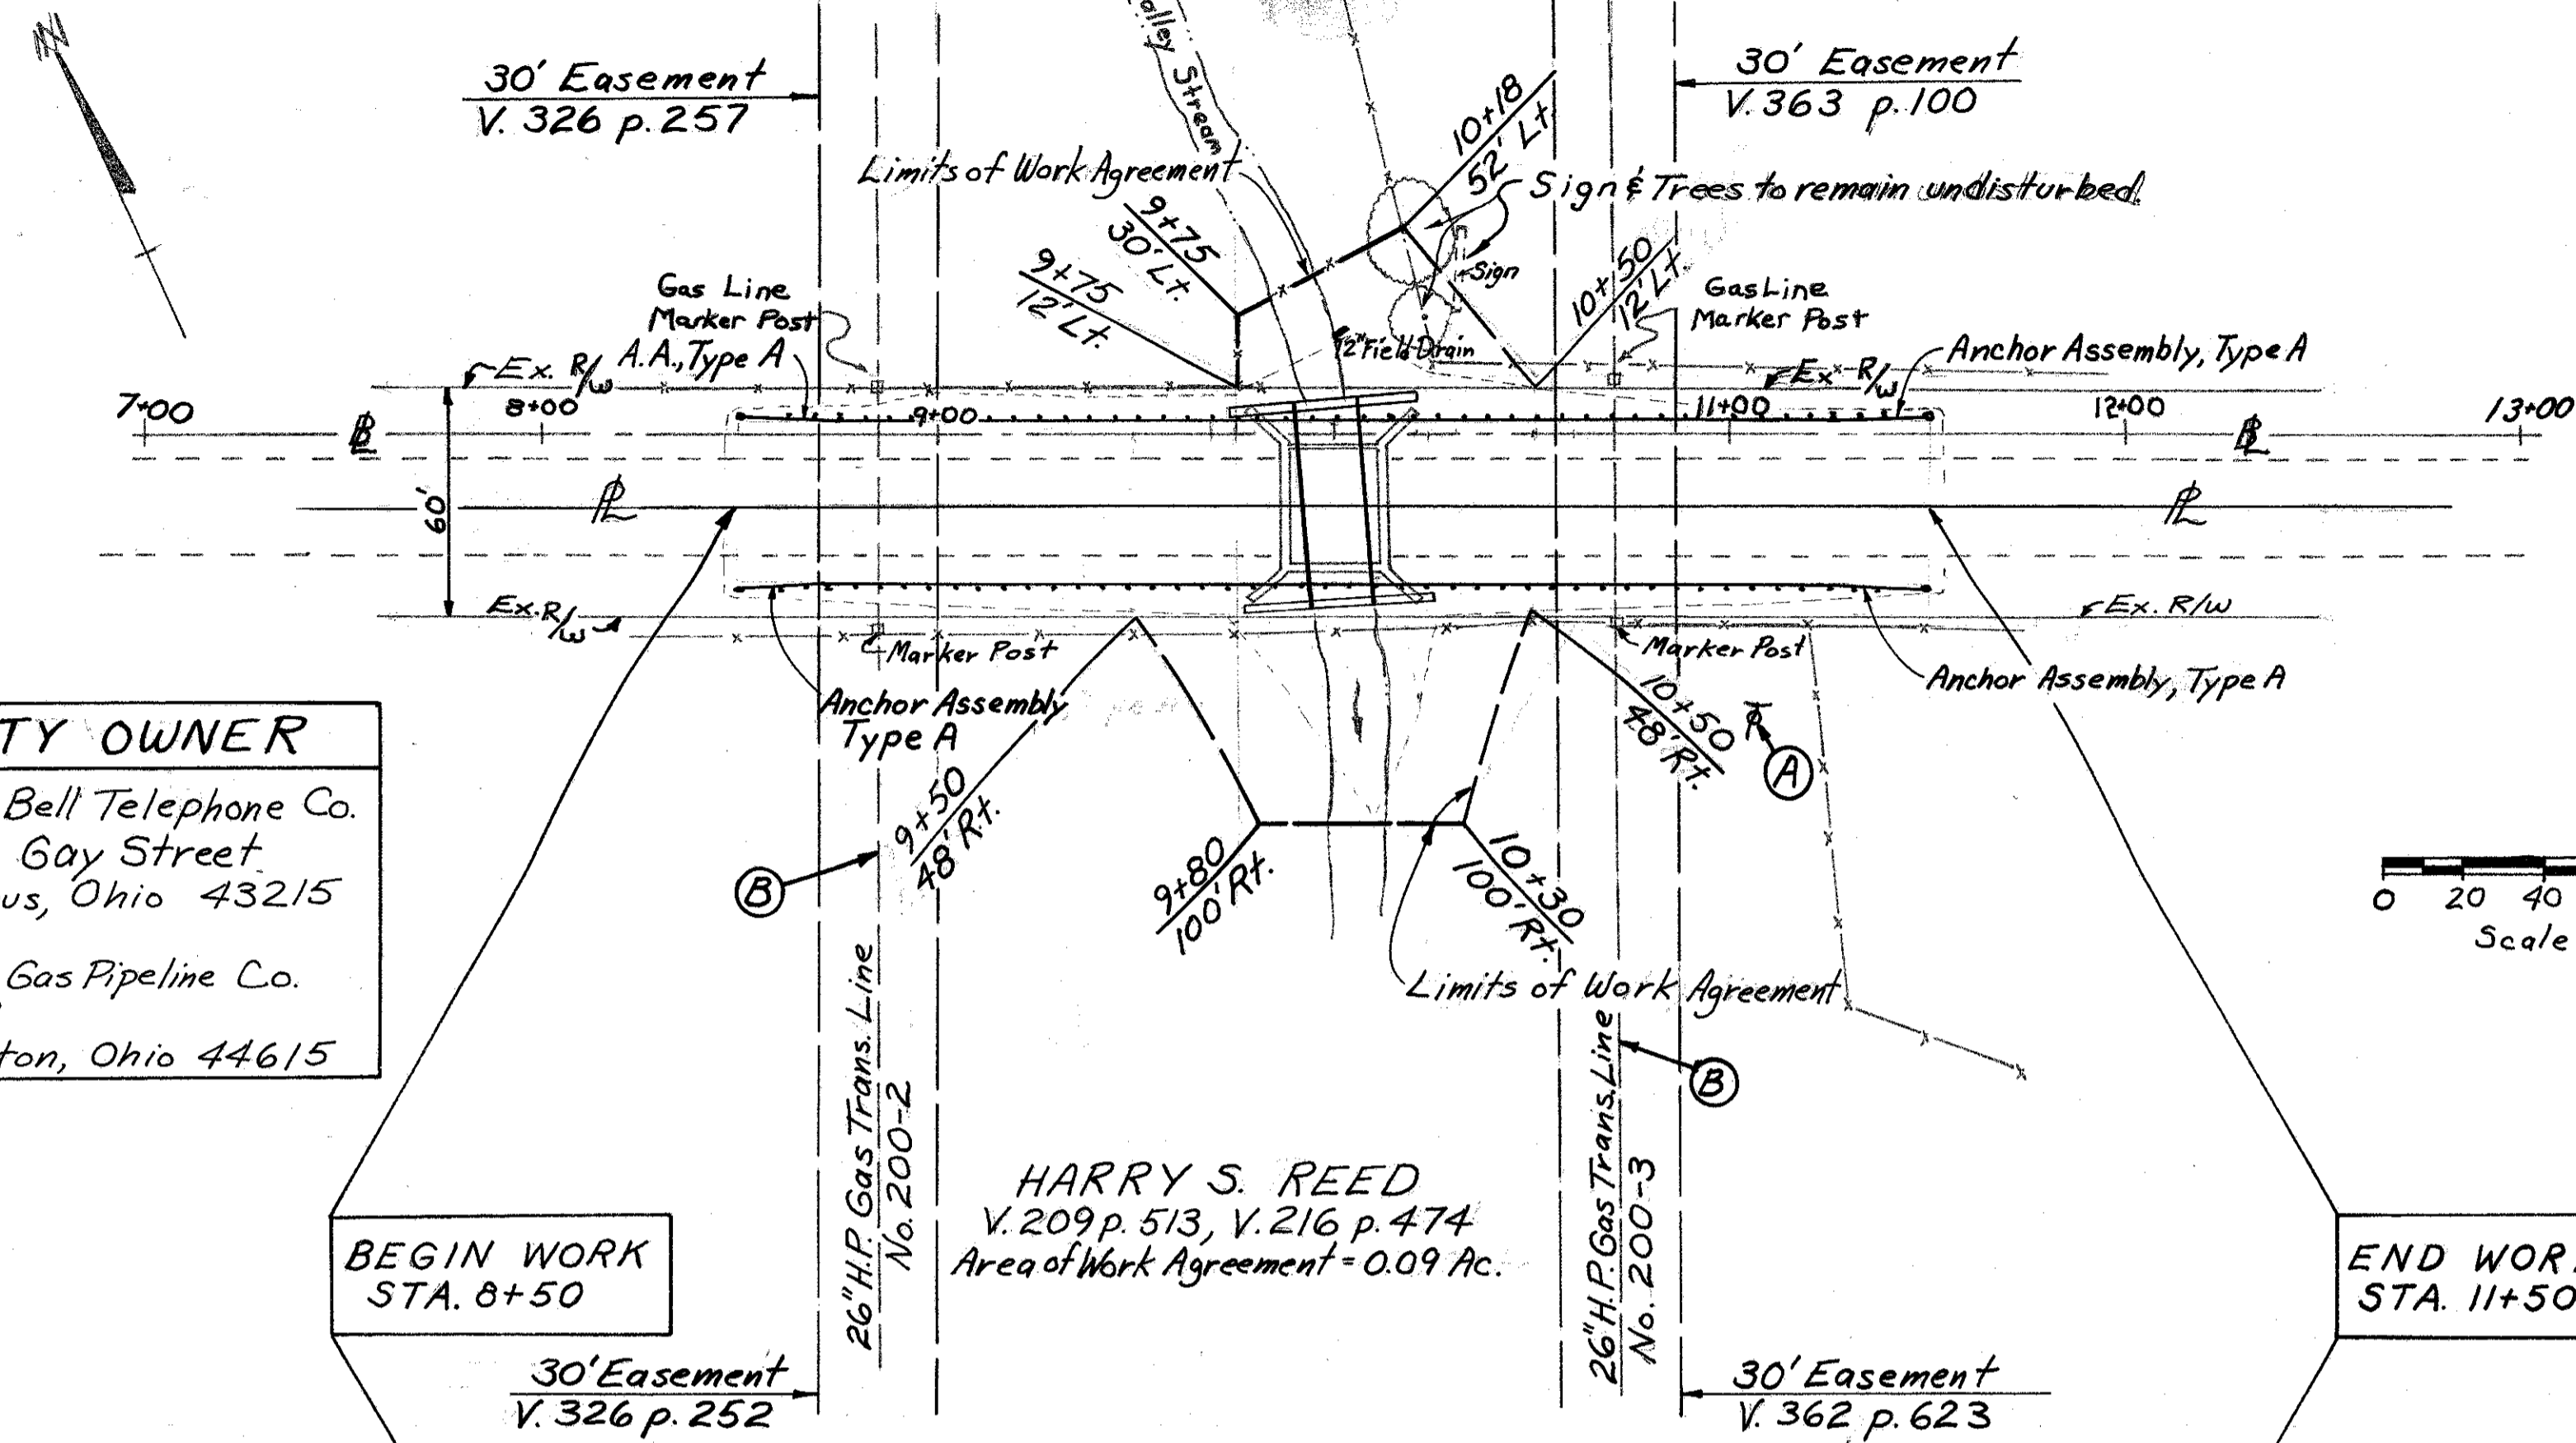 30' Easement
V. 326 p. 257
alley Stream
30' Easement
V. 363 p. 100
10+18
52' Lt.
Limits of Work Agreement
Sign & Trees to remain undisturbed.
9+75
30' Lt.
9+75
12' Lt.
Sign
10+50
12' Lt.
Gas Line
Marker Post
Gas Line
Marker Post
A.A., Type A
12" Field Drain
Anchor Assembly, Type A
Ex. R/W
Ex. R/W
7+00
8+00
9+00
11+00
12+00
13+00
60'
Ex. R/W
Ex. R/W
Marker Post
Marker Post
Anchor Assembly
Type A
Anchor Assembly, Type A
9+50
48' Rt.
10+50
48' Rt.
A
B
9+80
100' Rt.
10+30
100' Rt.
TY OWNER
Bell Telephone Co.
Gay Street
us, Ohio 43215
Gas Pipeline Co.
ton, Ohio 44615
0 20 40
Scale
Limits of Work Agreement
26" H.P. Gas Trans. Line
No. 200-2
26" H.P. Gas Trans. Line
No. 200-3
B
HARRY S. REED
V. 209 p. 513, V. 216 p. 474
Area of Work Agreement = 0.09 Ac.
BEGIN WORK
STA. 8+50
END WOR
STA. 11+50
30' Easement
V. 326 p. 252
30' Easement
V. 362 p. 623